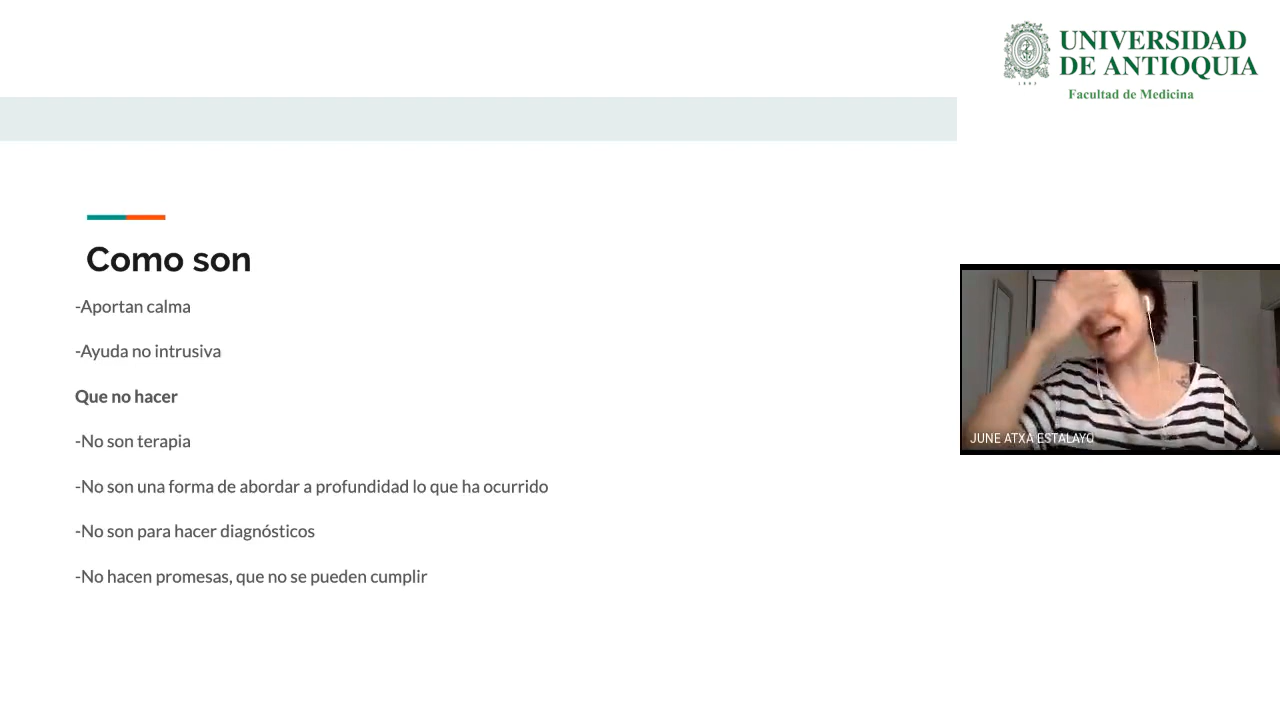 UNIVERSIDAD
DE ANTIOQUIA
1803
Facultad de Medicina
Como son
-Aportan calma
-Ayuda no intrusiva
Que no hacer
-No son terapia
-No son una forma de abordar a profundidad lo que ha ocurrido
-No son para hacer diagnósticos
-No hacen promesas, que no se pueden cumplir
JUNE ATXA ESTALAYO